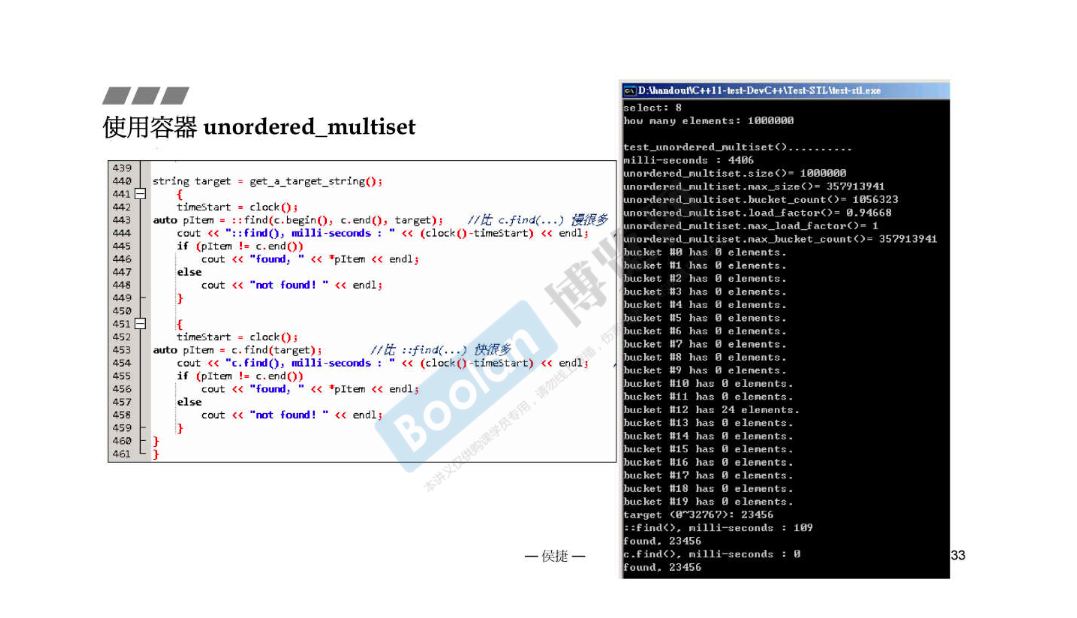 使用容器 unordered_multiset
439
440 string target = get_a_target_string();
441 {
442 timeStart = clock();
443 auto pItem = ::find(c.begin(), c.end(), target); //比 c.find(...) 慢很多
444 cout << "::find(), milli-seconds : " << (clock()-timeStart) << endl;
445 if (pItem != c.end())
446 cout << "found, " << *pItem << endl;
447 else
448 cout << "not found! " << endl;
449 }
450
451 {
452 timeStart = clock();
453 auto pItem = c.find(target); //比 ::find(...) 快很多
454 cout << "c.find(), milli-seconds : " << (clock()-timeStart) << endl;
455 if (pItem != c.end())
456 cout << "found, " << *pItem << endl;
457 else
458 cout << "not found! " << endl;
459 }
460 }
461 }
D:\handout\C++11-test-DevC++\Test-STL\test-stl.exe
select: 8
how many elements: 1000000
test_unordered_multiset()..........
milli-seconds : 4406
unordered_multiset.size()= 1000000
unordered_multiset.max_size()= 357913941
unordered_multiset.bucket_count()= 1056323
unordered_multiset.load_factor()= 0.94668
unordered_multiset.max_load_factor()= 1
unordered_multiset.max_bucket_count()= 357913941
bucket #0 has 0 elements.
bucket #1 has 0 elements.
bucket #2 has 0 elements.
bucket #3 has 0 elements.
bucket #4 has 0 elements.
bucket #5 has 0 elements.
bucket #6 has 0 elements.
bucket #7 has 0 elements.
bucket #8 has 0 elements.
bucket #9 has 0 elements.
bucket #10 has 0 elements.
bucket #11 has 0 elements.
bucket #12 has 24 elements.
bucket #13 has 0 elements.
bucket #14 has 0 elements.
bucket #15 has 0 elements.
bucket #16 has 0 elements.
bucket #17 has 0 elements.
bucket #18 has 0 elements.
bucket #19 has 0 elements.
target (0~32767): 23456
::find(), milli-seconds : 109
found, 23456
c.find(), milli-seconds : 0
found, 23456
Boolan 博
本讲义仅供购课学员专用，请勿
— 侯捷 —
33